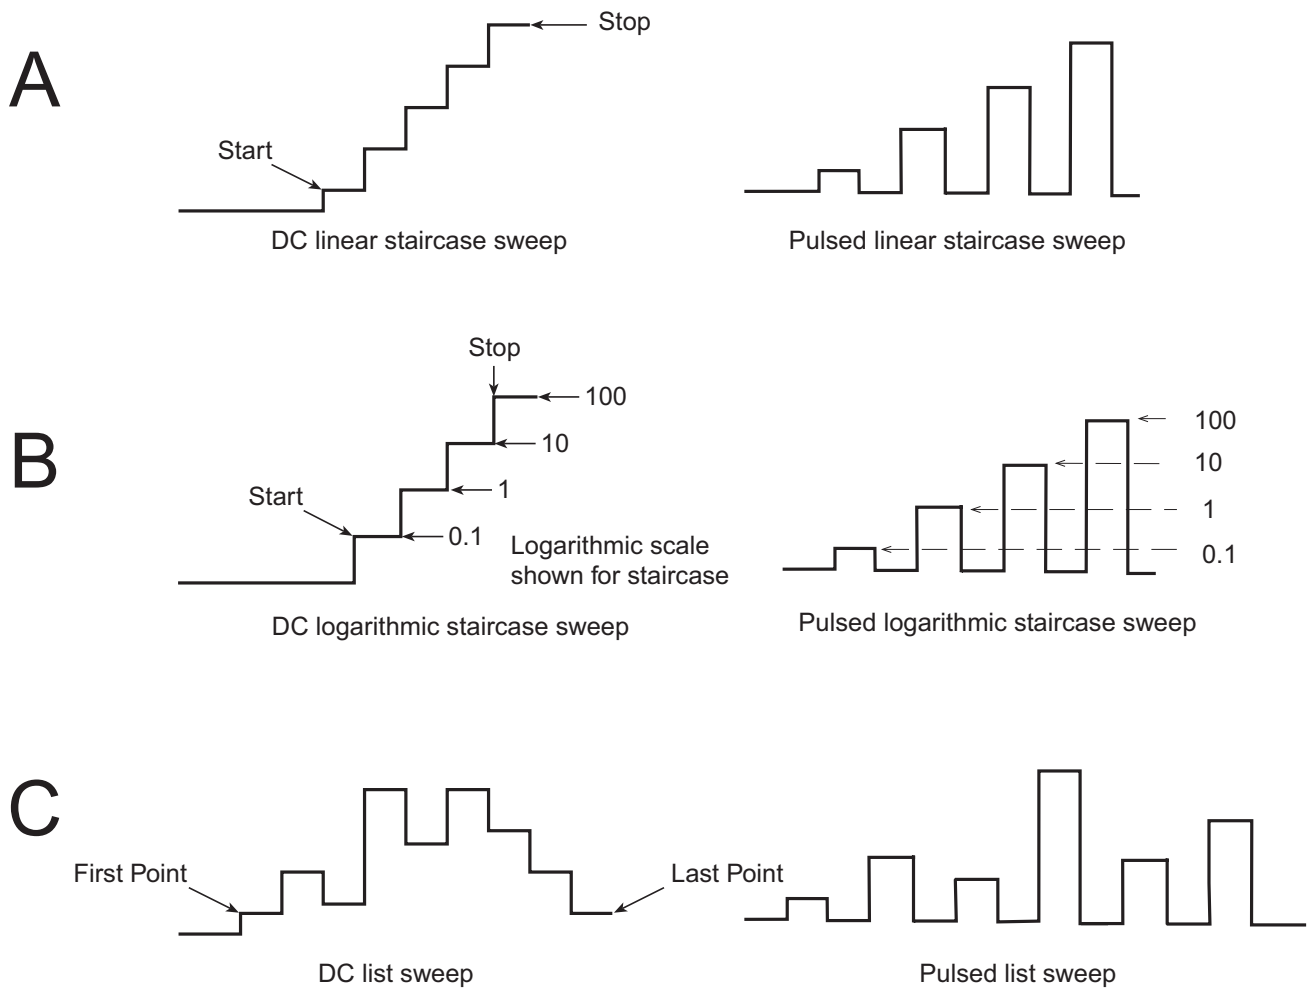 A
Stop
Start
DC linear staircase sweep
Pulsed linear staircase sweep
B
Stop
100
10
1
0.1
Start
Logarithmic scale
shown for staircase
DC logarithmic staircase sweep
100
10
1
0.1
Pulsed logarithmic staircase sweep
C
First Point
Last Point
DC list sweep
Pulsed list sweep